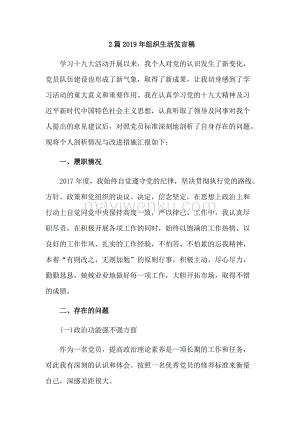 2篇2019年组织生活发言稿
学习十九大活动开展以来，我个人对党的认识发生了新变化，
党员队伍建设也形成了新气象，取得了新成果，让我切身感到了学
习活动的重大意义和重要作用。我在认真学习党的十九大精神及习
近平新时代中国特色社会主义思想，认真听取了领导及同事对我个
人提出的意见建议后，对照党员标准深刻地剖析了自身存在的问题。
现将个人剖析情况与改进措施汇报如下：
一、履职情况
2017年度，我始终自觉遵守党的纪律，坚决贯彻执行党的路线、
方针、政策和党组织的决议、决定，信念坚定，在思想上政治上和
行动上自觉同党中央保持高度一致，严以律己，工作中，我认真尽
职尽责，在积极开展各项工作的同时，始终以饱满的工作热情、以
良好的工作作风、扎实的工作经验，不怕苦、不怕累的忘我精神，
本着“有则改之，无则加勉”的原则行事，积极主动，尽心尽力，
勤勤恳恳，兢兢业业地做好每一项工作，大胆开拓市场，取得不错
的成绩。
二、存在的问题
(一)政治功能强不强方面
作为一名党员，提高政治理论素养是一项长期的工作和任务，
对此我有深刻的认识和体会。按照一名优秀党员的修养标准来衡量
自己，深感差距很大。